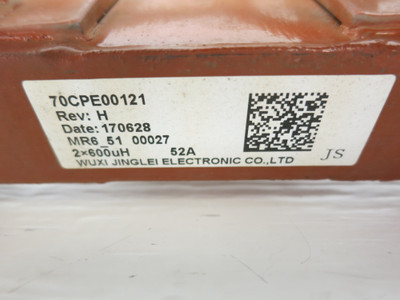 70CPE00121
Rev: H
Date: 170628
MR6_51 00027
2×600uH 52A
WUXI JINGLEI ELECTRONIC CO.,LTD
JS